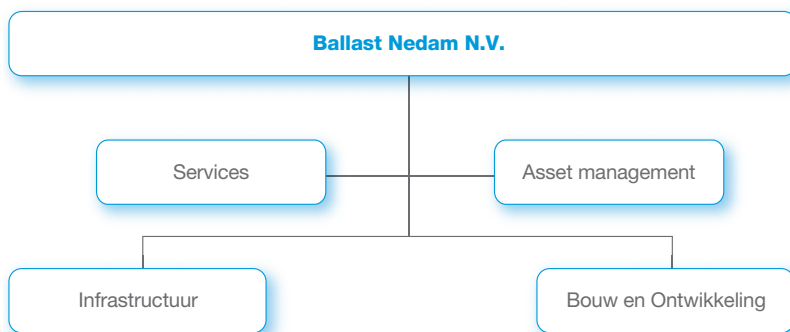 Ballast Nedam N.V.
Services
Asset management
Infrastructuur
Bouw en Ontwikkeling